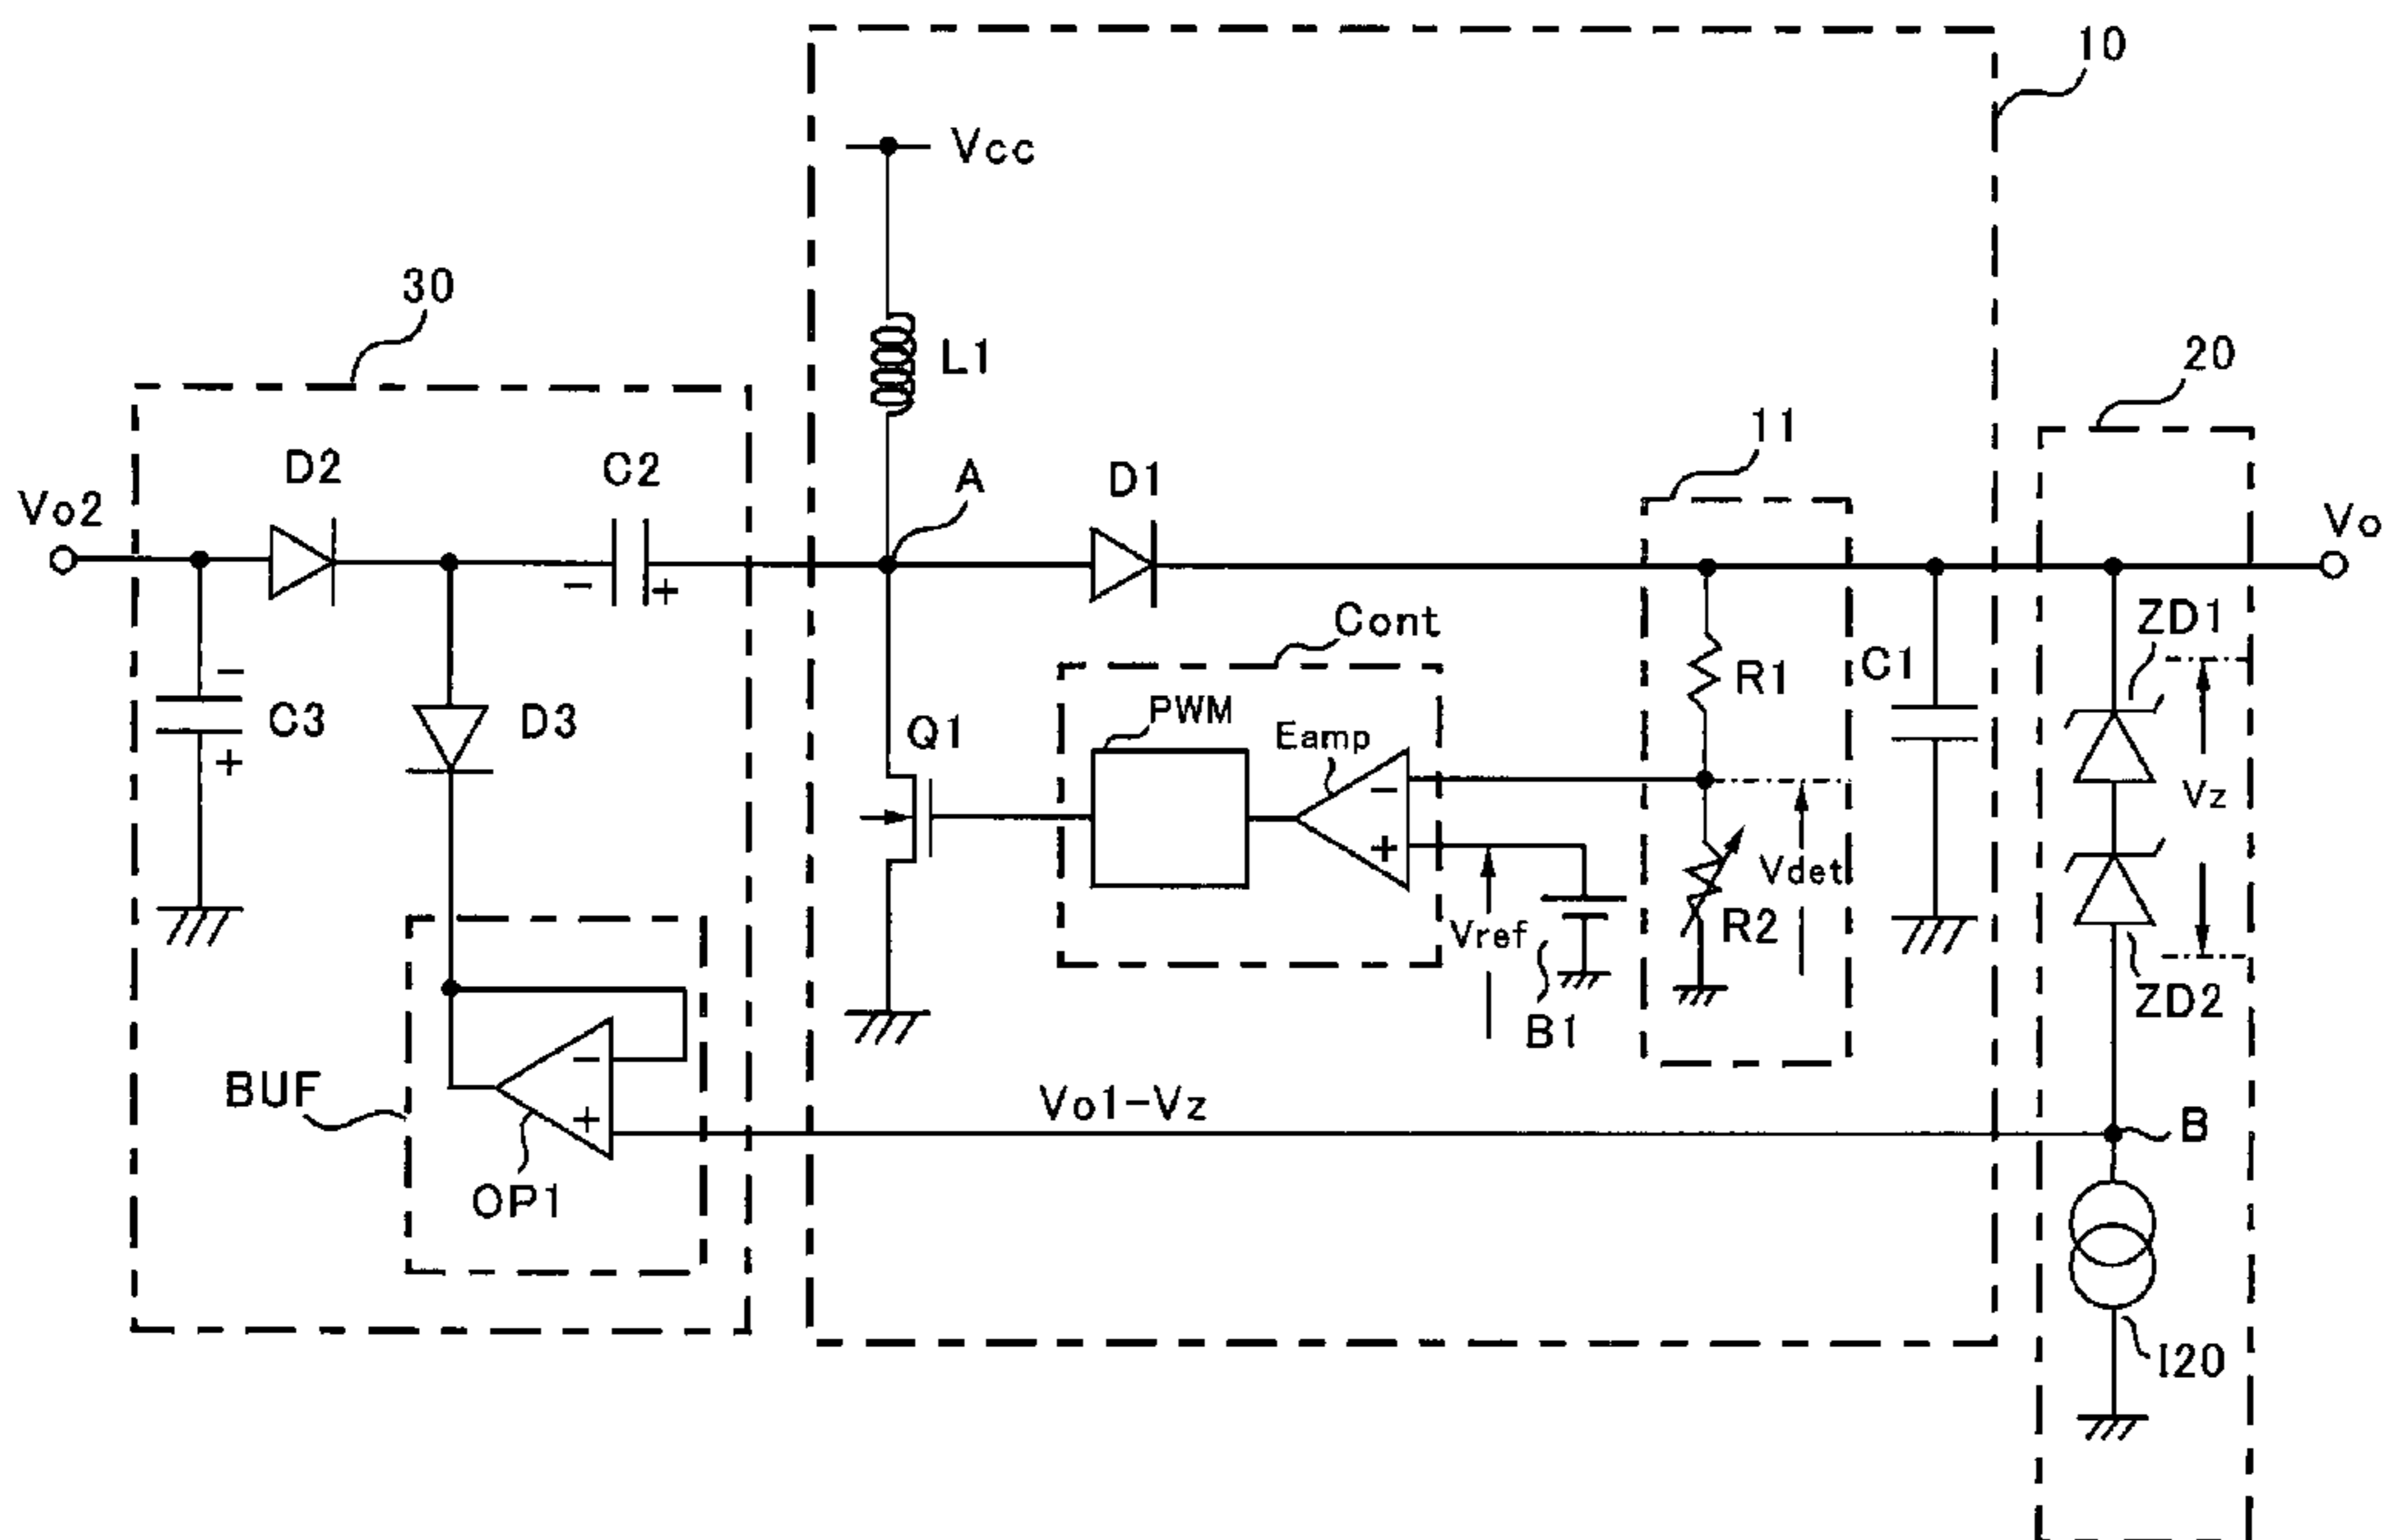 10
Vcc
30
L1
20
11
D2
C2
A
D1
Vo2
Vo
-
+
Cont
ZD1
-
C3
+
D3
Q1
PWM
Eamp
-
+
R1
C1
Vz
Vdet
Vref
R2
B1
ZD2
BUF
-
+
OP1
Vo1-Vz
B
I20